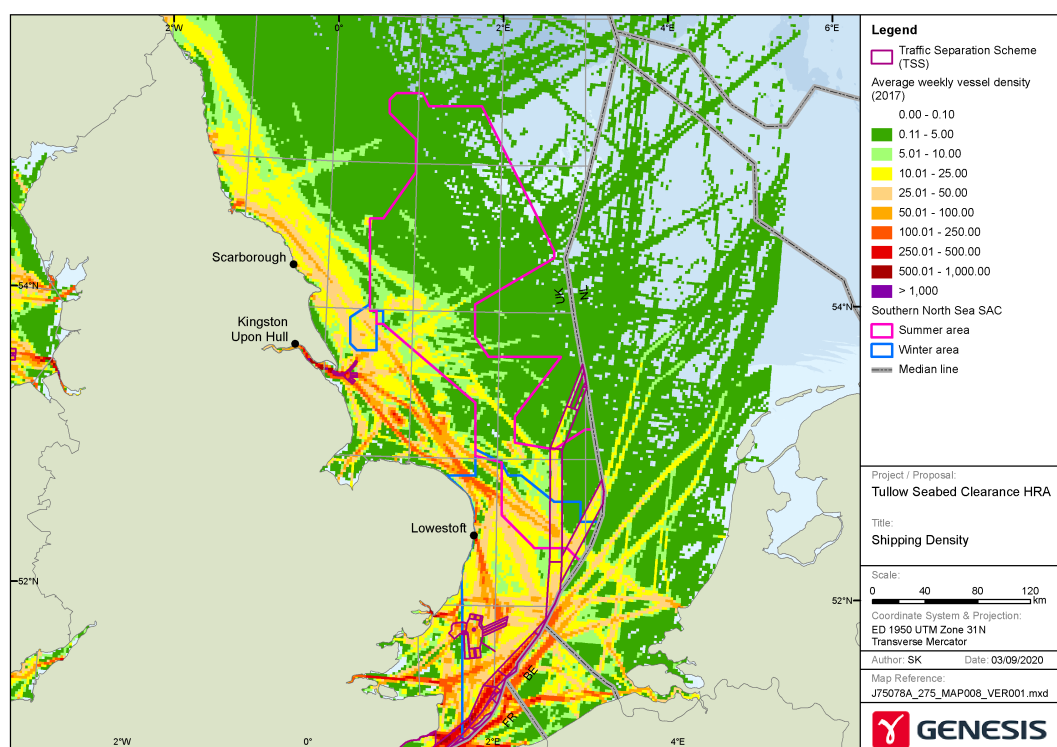 2°W
0°
2°E
4°E
6°E
54°N
54°N
52°N
52°N
2°W
0°
2°E
4°E
Scarborough
Kingston
Upon Hull
Lowestoft
UK
NL
BE
FR
Legend
Traffic Separation Scheme
(TSS)
Average weekly vessel density
(2017)
0.00 - 0.10
0.11 - 5.00
5.01 - 10.00
10.01 - 25.00
25.01 - 50.00
50.01 - 100.00
100.01 - 250.00
250.01 - 500.00
500.01 - 1,000.00
> 1,000
Southern North Sea SAC
Summer area
Winter area
Median line
Project / Proposal:
Tullow Seabed Clearance HRA
Title:
Shipping Density
Scale:
0 40 80 120
km
Coordinate System & Projection:
ED 1950 UTM Zone 31N
Transverse Mercator
Author: SK Date: 03/09/2020
Map Reference:
J75078A_275_MAP008_VER001.mxd
GENESIS